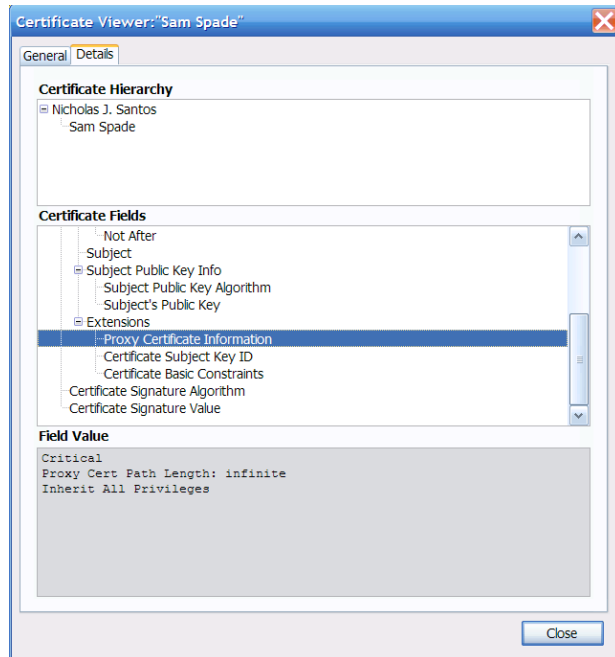 Certificate Viewer:"Sam Spade"
General Details
Certificate Hierarchy
Nicholas J. Santos
Sam Spade
Certificate Fields
Not After
Subject
Subject Public Key Info
Subject Public Key Algorithm
Subject's Public Key
Extensions
Proxy Certificate Information
Certificate Subject Key ID
Certificate Basic Constraints
Certificate Signature Algorithm
Certificate Signature Value
Field Value
Critical
Proxy Cert Path Length: infinite
Inherit All Privileges
Close